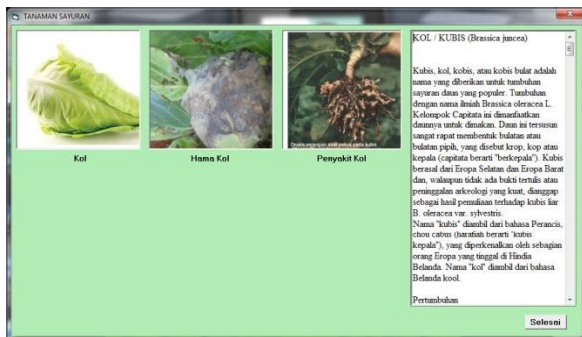 TANAMAN SAYURAN
Kol
Hama Kol
pada kubis
Penyakit Kol
KOL / KUBIS (Brassica juncea)
Kubis, kol, kobis, atau kobis bulat adalah
nama yang diberikan untuk tumbuhan
sayuran daun yang populer. Tumbuhan
dengan nama ilmiah Brassica oleracea L.
Kelompok Capitata ini dimanfaatkan
daunnya untuk dimakan. Daun ini tersusun
sangat rapat membentuk bulatan atau
bulatan pipih, yang disebut krop, kop atau
kepala (capitata berarti "berkepala"). Kubis
berasal dari Eropa Selatan dan Eropa Barat
dan, walaupun tidak ada bukti tertulis atau
peninggalan arkeologi yang kuat, dianggap
sebagai hasil pemuliaan terhadap kubis liar
B. oleracea var. sylvestris.
Nama "kubis" diambil dari bahasa Perancis,
chou cabus (harafiah berarti "kubis
kepala"), yang diperkenalkan oleh sebagian
orang Eropa yang tinggal di Hindia
Belanda. Nama "kol" diambil dari bahasa
Belanda kool.
Pertumbuhan
Selesai